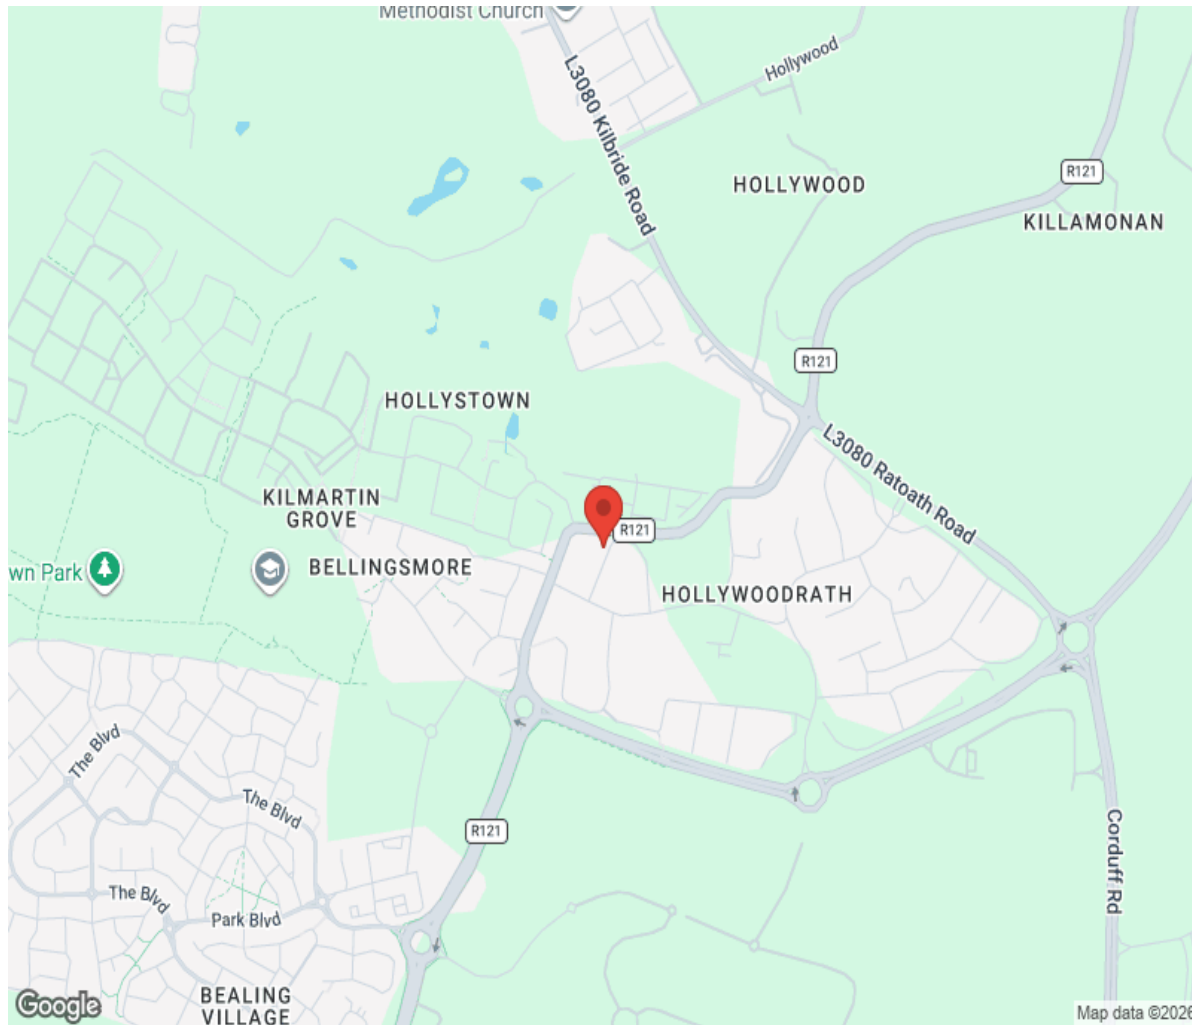 Methodist Church
L3080 Kilbride Road
Hollywood
HOLLYWOOD
R121
KILLAMONAN
R121
HOLLYSTOWN
L3080 Ratoath Road
KILMARTIN
GROVE
R121
wn Park
BELLINGSMORE
HOLLYWOODRATH
The Blvd
The Blvd
R121
Corduff Rd
The Blvd
Park Blvd
BEALING
VILLAGE
Google
Map data ©2026